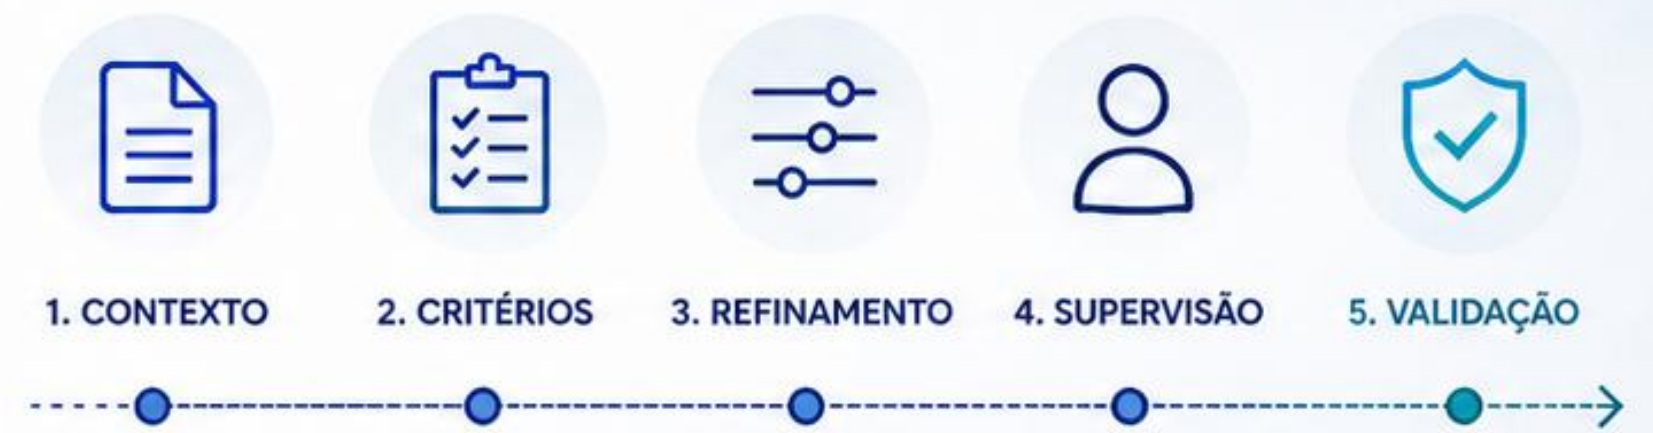 1. CONTEXTO
2. CRITÉRIOS
3. REFINAMENTO
4. SUPERVISÃO
5. VALIDAÇÃO